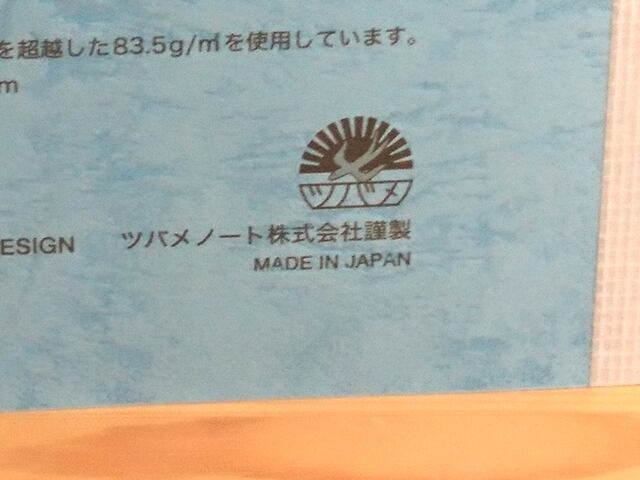 を超越した83.5g/㎡を使用しています。
m
ツバメ
ESIGN ツバメノート株式会社謹製
MADE IN JAPAN